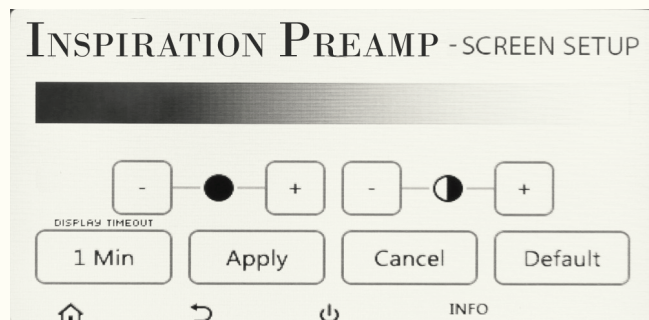 INSPIRATION PREAMP - SCREEN SETUP
- + - +
DISPLAY TIMEOUT
1 Min Apply Cancel Default
INFO